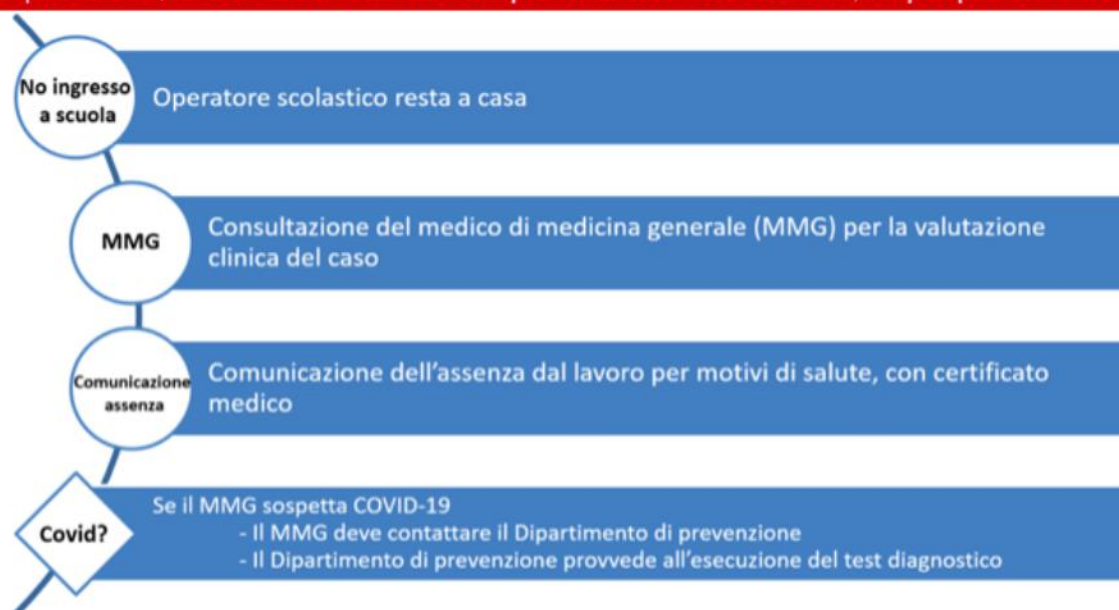 No ingresso
a scuola
Operatore scolastico resta a casa
MMG
Consultazione del medico di medicina generale (MMG) per la valutazione
clinica del caso
Comunicazione
assenza
Comunicazione dell'assenza dal lavoro per motivi di salute, con certificato
medico
Covid?
Se il MMG sospetta COVID-19
- Il MMG deve contattare il Dipartimento di prevenzione
- Il Dipartimento di prevenzione provvede all'esecuzione del test diagnostico